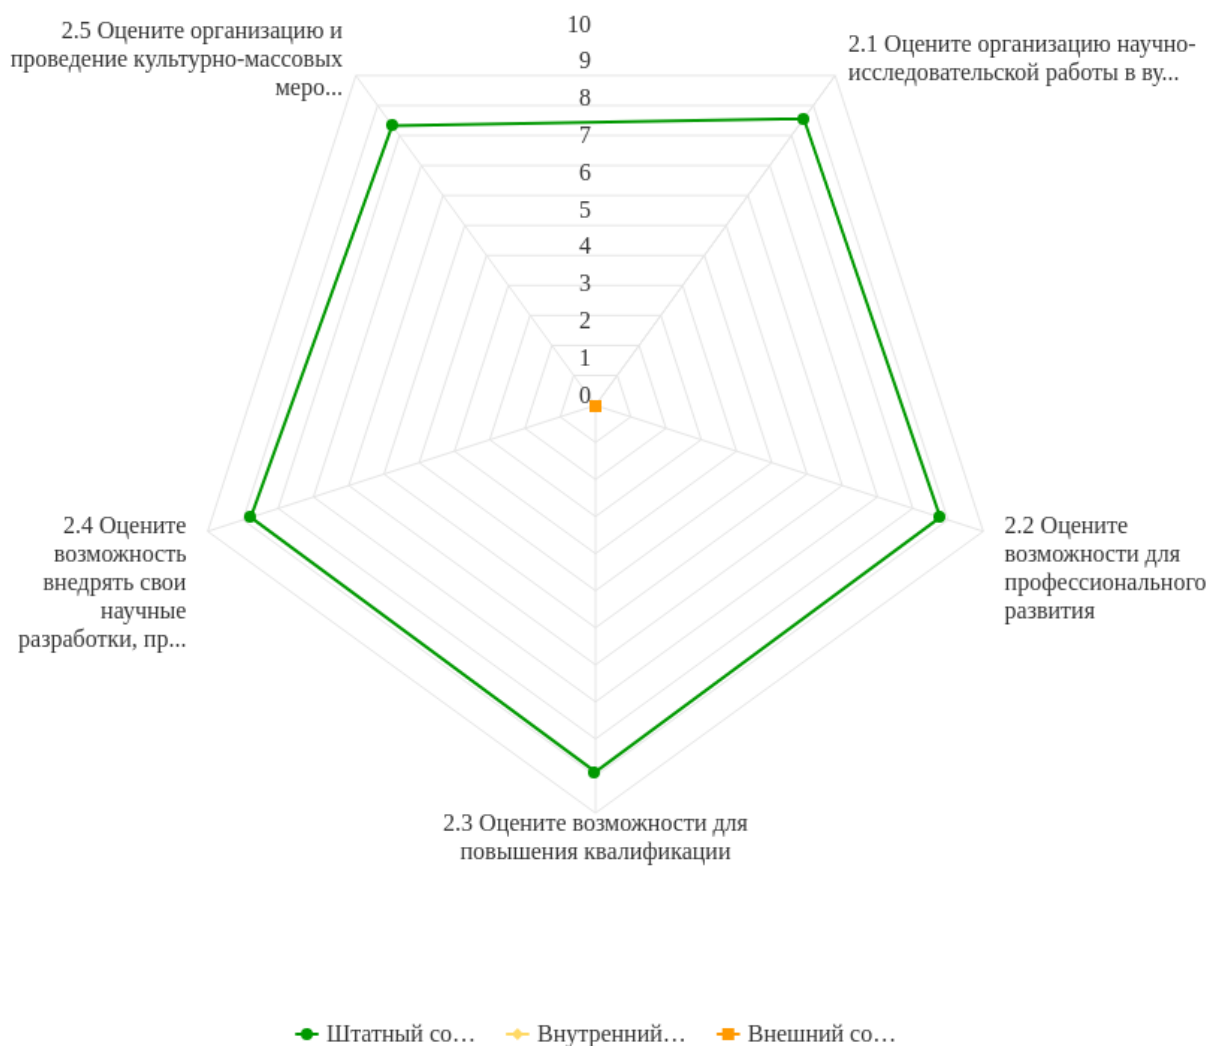 2.5 Оцените организацию и
проведение культурно-массовых
меро...
10
9
8
7
6
5
4
3
2
1
0
2.1 Оцените организацию научно-
исследовательской работы в ву...
2.4 Оцените
возможность
внедрять свои
научные
разработки, пр...
2.2 Оцените
возможности для
профессионального
развития
2.3 Оцените возможности для
повышения квалификации
Штатный со…
Внутренний…
Внешний со…